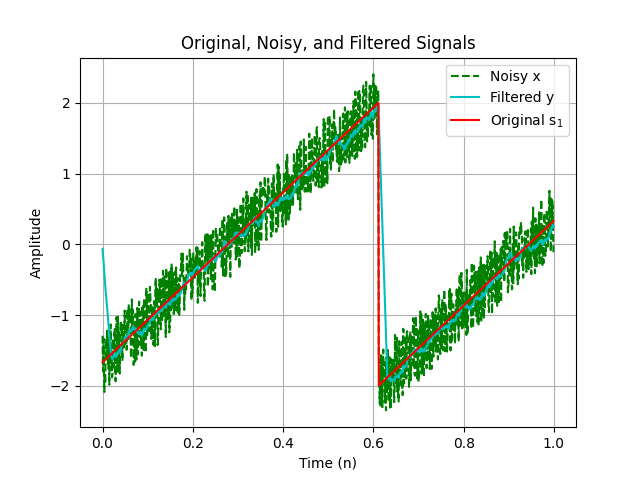 Original, Noisy, and Filtered Signals
Noisy x
Filtered y
Original s₁
Amplitude
2
1
0
−1
−2
0.0 0.2 0.4 0.6 0.8 1.0
Time (n)